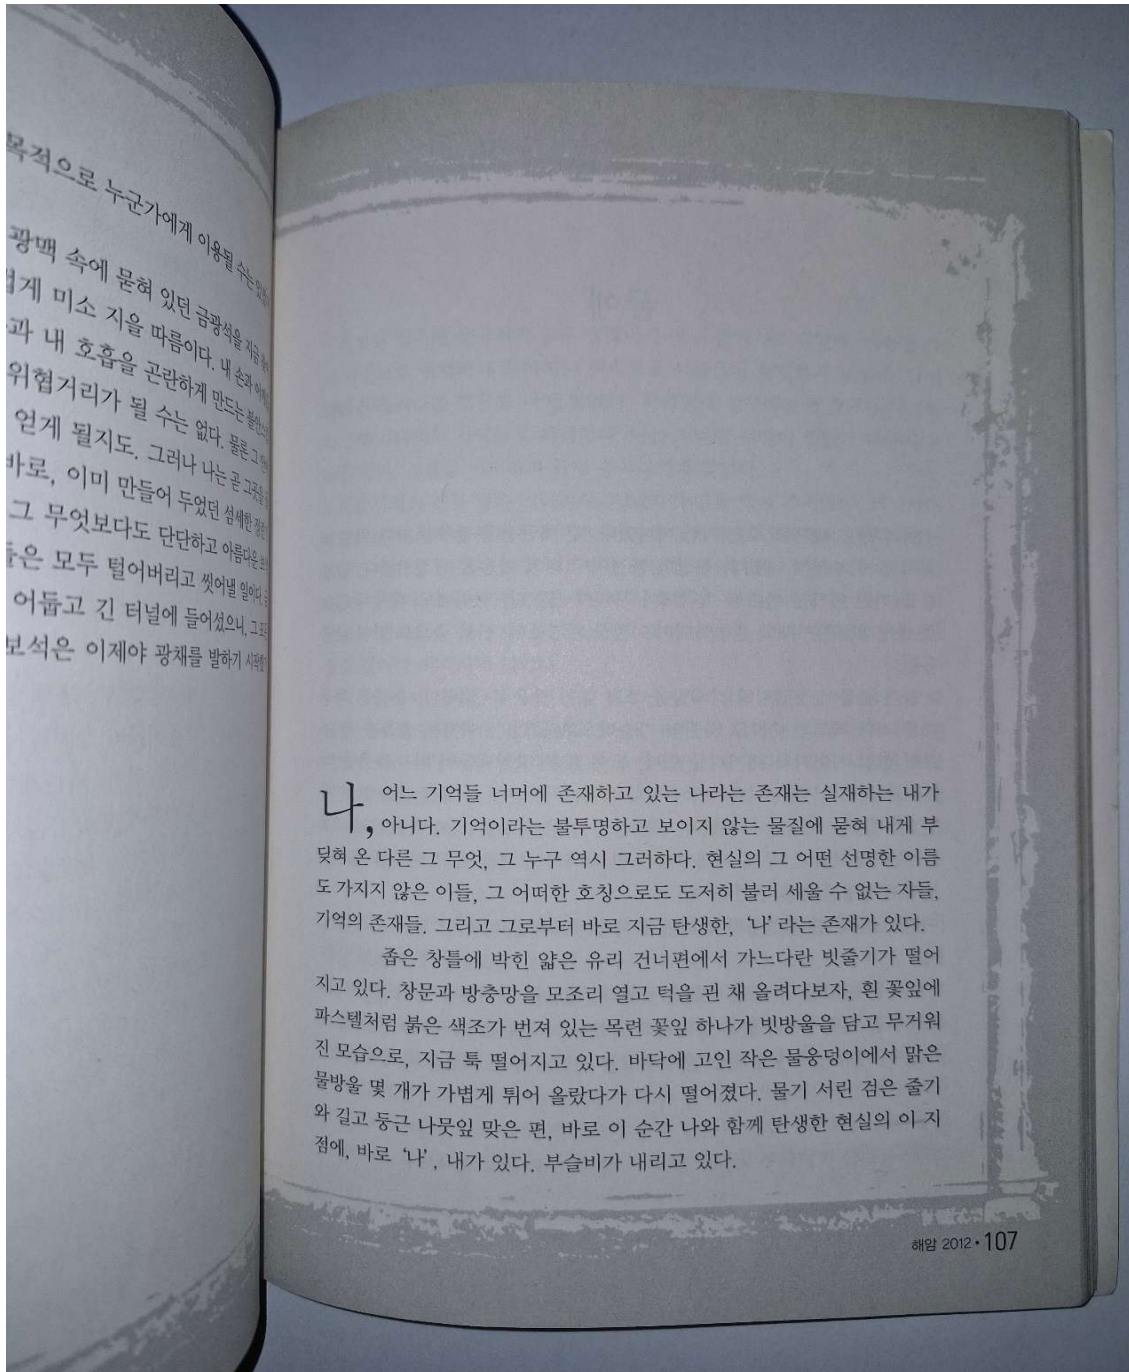 목적으로 누군가에게 이용될 수는
광맥 속에 묻혀 있던 금광석을 지금
게 미소 지을 따름이다. 내 손과
과 내 호흡을 곤란하게 만드는
위협거리가 될 수는 없다. 물론 그
얻게 될지도. 그러나 나는 곧 그곳을
바로, 이미 만들어 두었던 섬세한
그 무엇보다도 단단하고 아름다운
들은 모두 털어버리고 씻어낼 일이다.
어둡고 긴 터널에 들어섰으니, 그
보석은 이제야 광채를 발하기
나, 어느 기억들 너머에 존재하고 있는 나라는 존재는 실재하는 내가
아니다. 기억이라는 불투명하고 보이지 않는 물질에 묻혀 내게 부
딪혀 온 다른 그 무엇, 그 누구 역시 그러하다. 현실의 그 어떤 선명한 이름
도 가지지 않은 이들, 그 어떠한 호칭으로도 도저히 불러 세울 수 없는 자들,
기억의 존재들. 그리고 그로부터 바로 지금 탄생한, ‘나’ 라는 존재가 있다.
좁은 창틀에 박힌 얇은 유리 건너편에서 가느다란 빗줄기가 떨어
지고 있다. 창문과 방충망을 모조리 열고 턱을 괸 채 올려다보자, 흰 꽃잎에
파스텔처럼 붉은 색조가 번져 있는 목련 꽃잎 하나가 빗방울을 담고 무거워
진 모습으로, 지금 툭 떨어지고 있다. 바닥에 고인 작은 물웅덩이에서 맑은
물방울 몇 개가 가볍게 튀어 올랐다가 다시 떨어졌다. 물기 서린 검은 줄기
와 길고 둥근 나뭇잎 맞은 편, 바로 이 순간 나와 함께 탄생한 현실의 이 지
점에, 바로 ‘나’, 내가 있다. 부슬비가 내리고 있다.
해암 2012 • 107